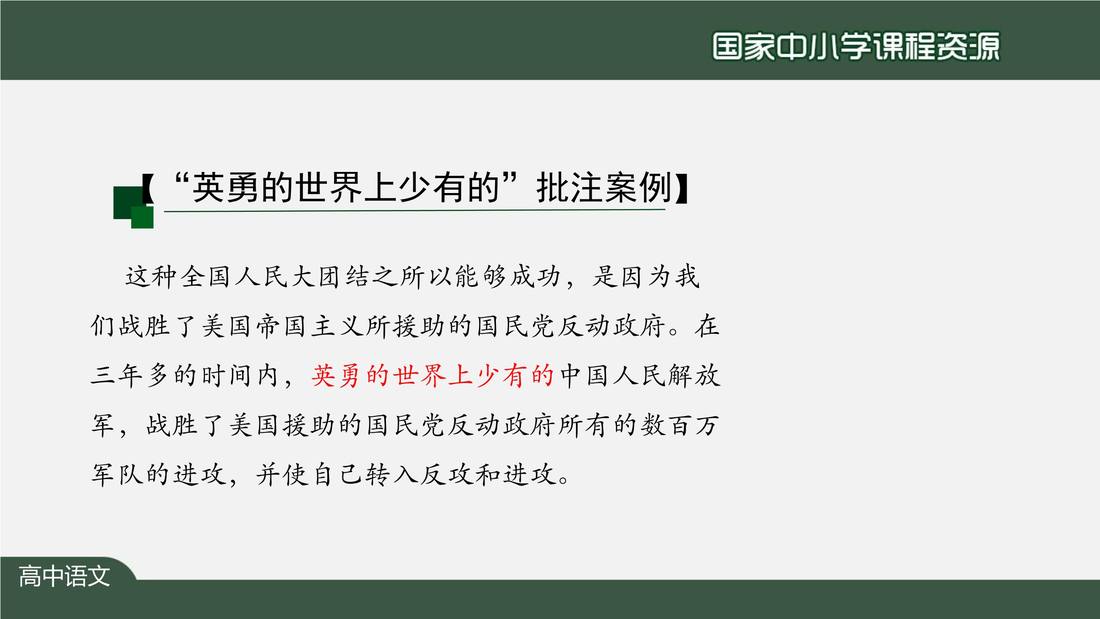 国家中小学课程资源
【“英勇的世界上少有的”批注案例】
这种全国人民大团结之所以能够成功，是因为我
们战胜了美国帝国主义所援助的国民党反动政府。在
三年多的时间内，英勇的世界上少有的中国人民解放
军，战胜了美国援助的国民党反动政府所有的数百万
军队的进攻，并使自己转入反攻和进攻。
高中语文